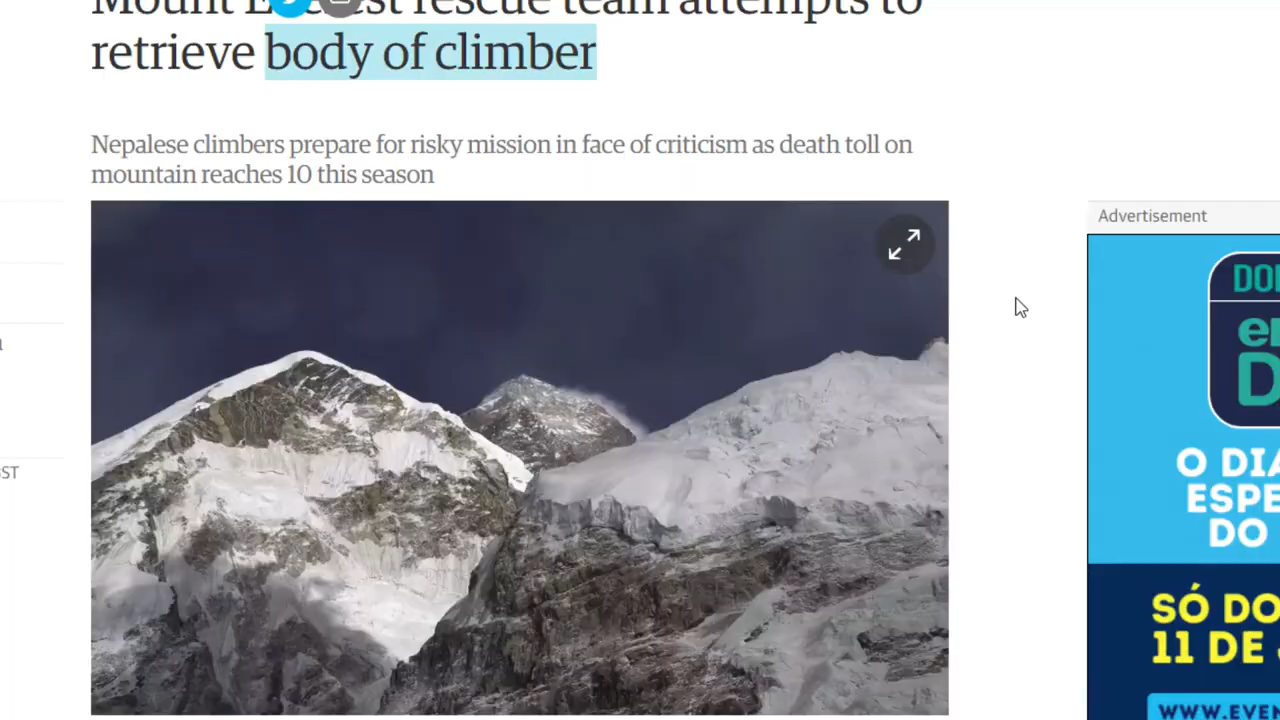 Mount Everest rescue team attempts to
retrieve body of climber
Nepalese climbers prepare for risky mission in face of criticism as death toll on
mountain reaches 10 this season
Advertisement
O DIA
ESPE
DO
SÓ DO
11 DE
WWW.EVEN
ST